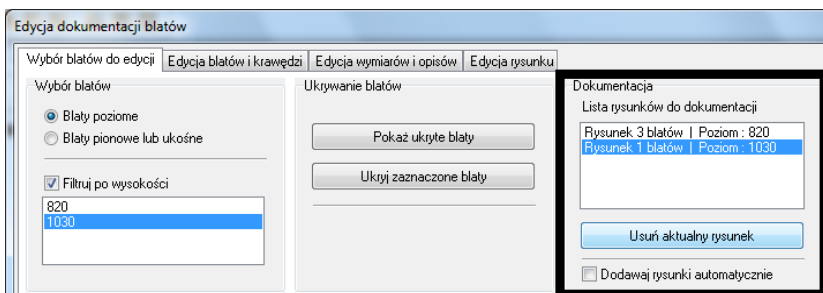 Edycja dokumentacji blatów
Wybór blatów do edycji
Edycja blatów i krawędzi
Edycja wymiarów i opisów
Edycja rysunku
Wybór blatów
Blaty poziome
Blaty pionowe lub ukośne
Filtruj po wysokości
820
1030
Ukrywanie blatów
Pokaż ukryte blaty
Ukryj zaznaczone blaty
Dokumentacja
Lista rysunków do dokumentacji
Rysunek 3 blatów | Poziom : 820
Rysunek 1 blatów | Poziom : 1030
Usuń aktualny rysunek
Dodawaj rysunki automatycznie